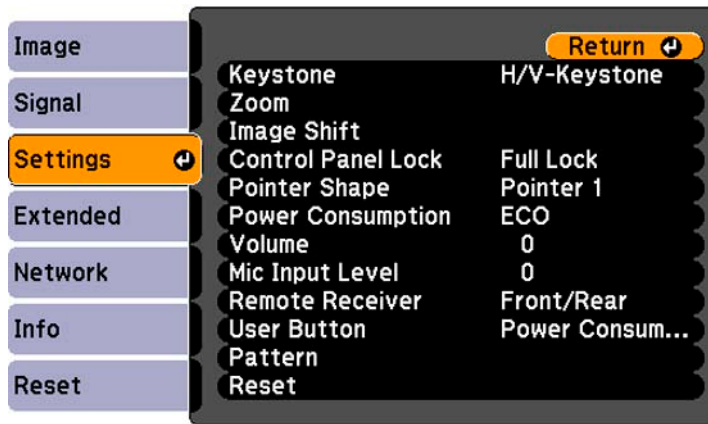 Image
Signal
Settings
Extended
Network
Info
Reset
Return
Keystone H/V-Keystone
Zoom
Image Shift
Control Panel Lock Full Lock
Pointer Shape Pointer 1
Power Consumption ECO
Volume 0
Mic Input Level 0
Remote Receiver Front/Rear
User Button Power Consum...
Pattern
Reset